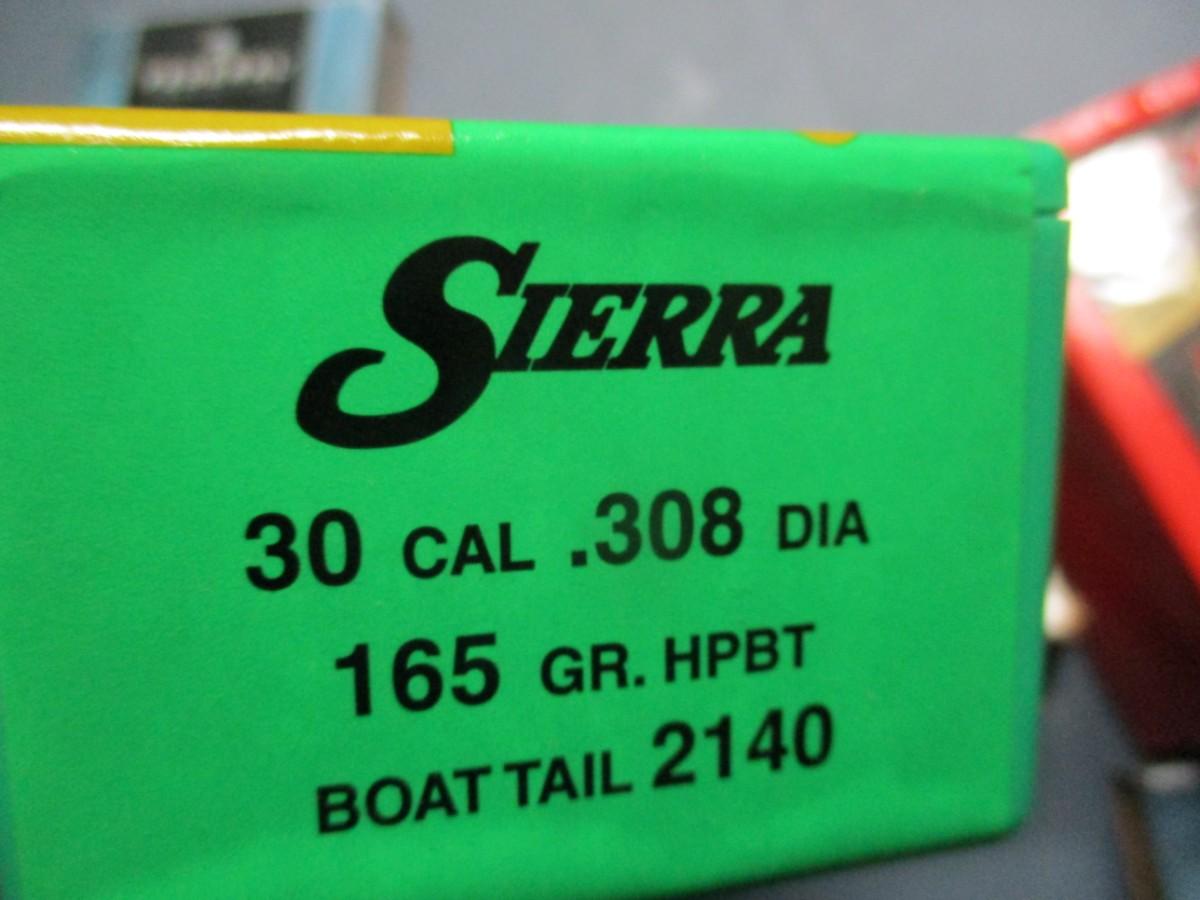 SIERRA
30 CAL .308 DIA
165 GR. HPBT
BOAT TAIL 2140